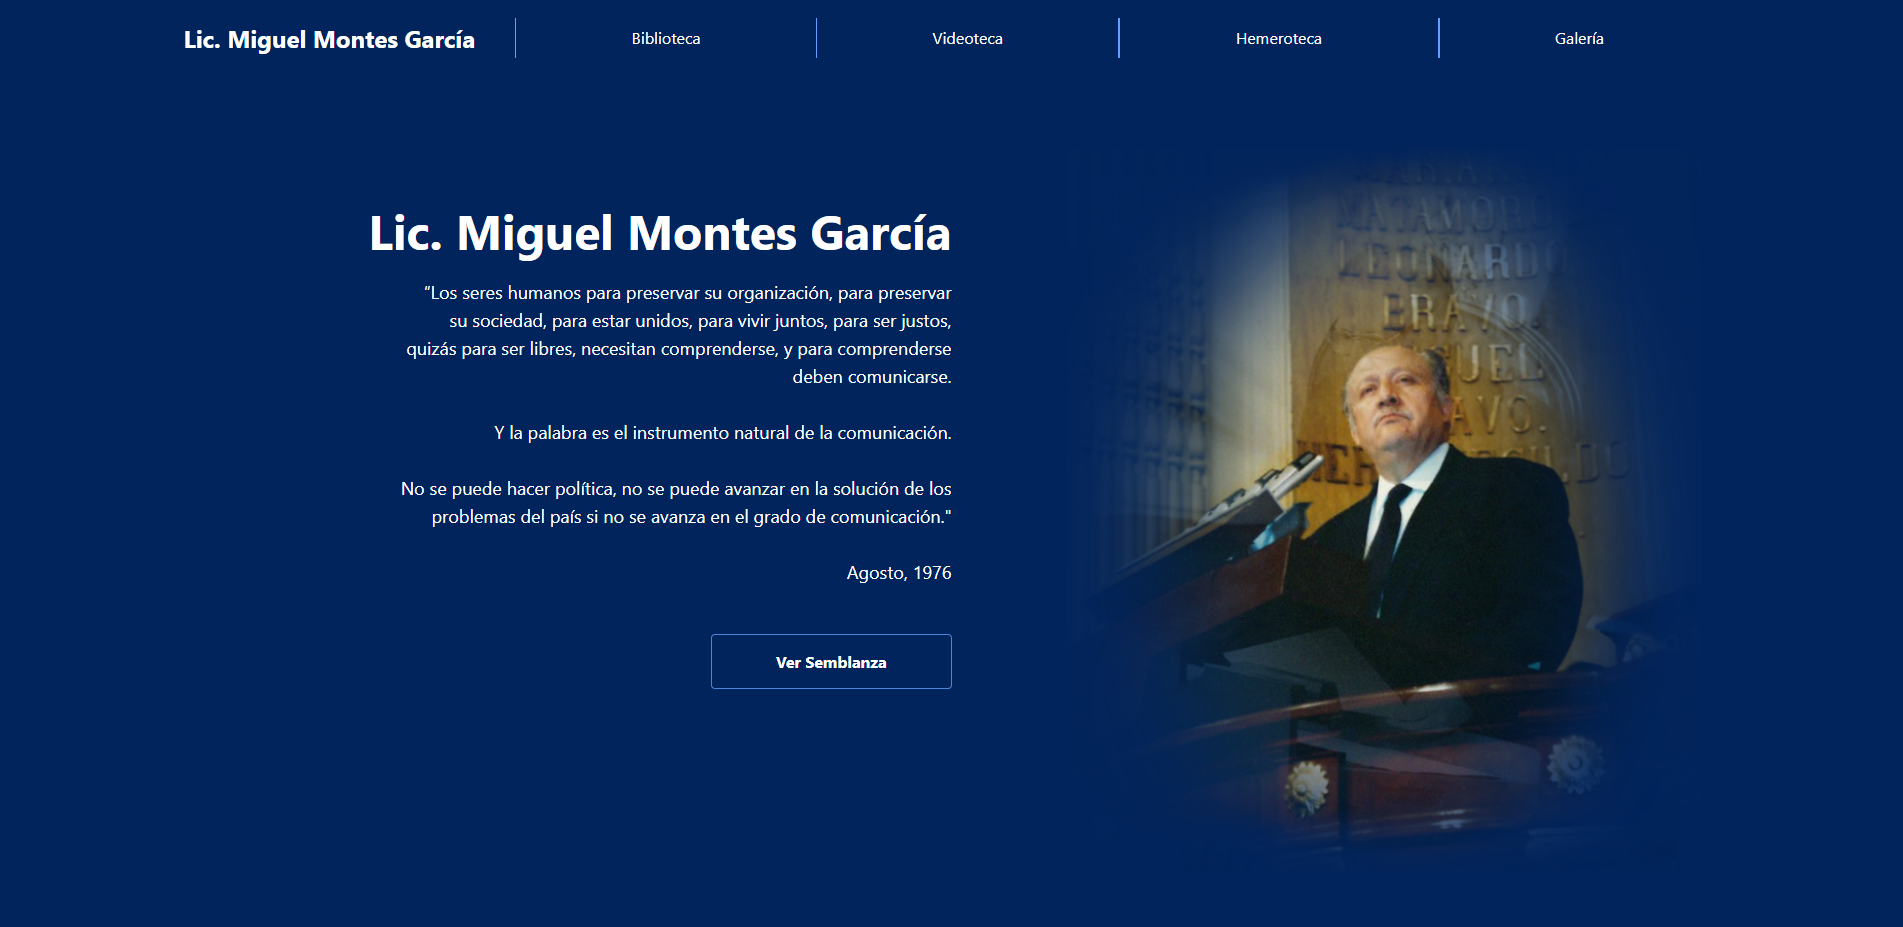 Lic. Miguel Montes García
Biblioteca
Videoteca
Hemeroteca
Galería
Lic. Miguel Montes García
“Los seres humanos para preservar su organización, para preservar
su sociedad, para estar unidos, para vivir juntos, para ser justos,
quizás para ser libres, necesitan comprenderse, y para comprenderse
deben comunicarse.
Y la palabra es el instrumento natural de la comunicación.
No se puede hacer política, no se puede avanzar en la solución de los
problemas del país si no se avanza en el grado de comunicación."
Agosto, 1976
Ver Semblanza
MATAMOROS
LEONARDO
BRAVO.